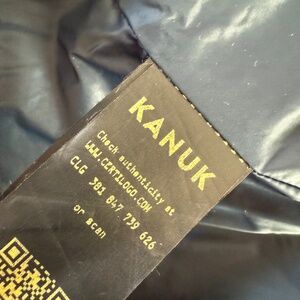 KANUK
Check authenticity at
WWW.CERTILOGO.COM
CLG 381 847 739 626
or scan